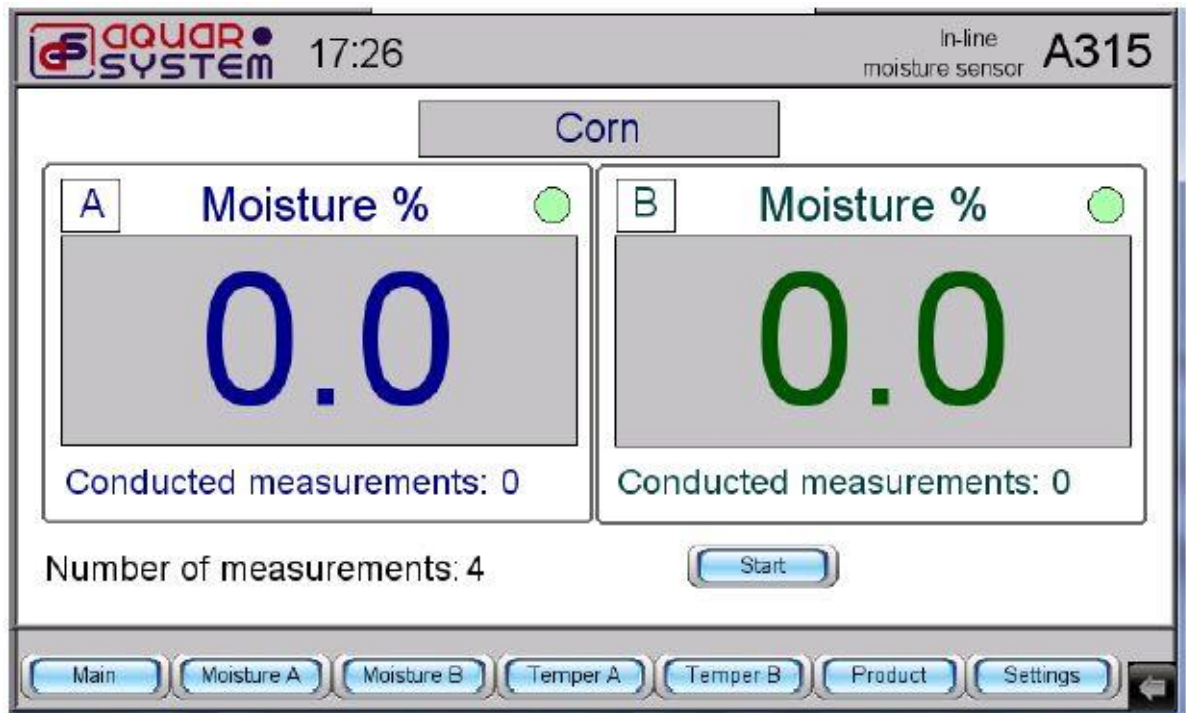 AQUAR
SYSTEM
17:26
In-line
moisture sensor
A315
Corn
A
Moisture %
0.0
Conducted measurements: 0
B
Moisture %
0.0
Conducted measurements: 0
Number of measurements: 4
Start
Main
Moisture A
Moisture B
Temper A
Temper B
Product
Settings